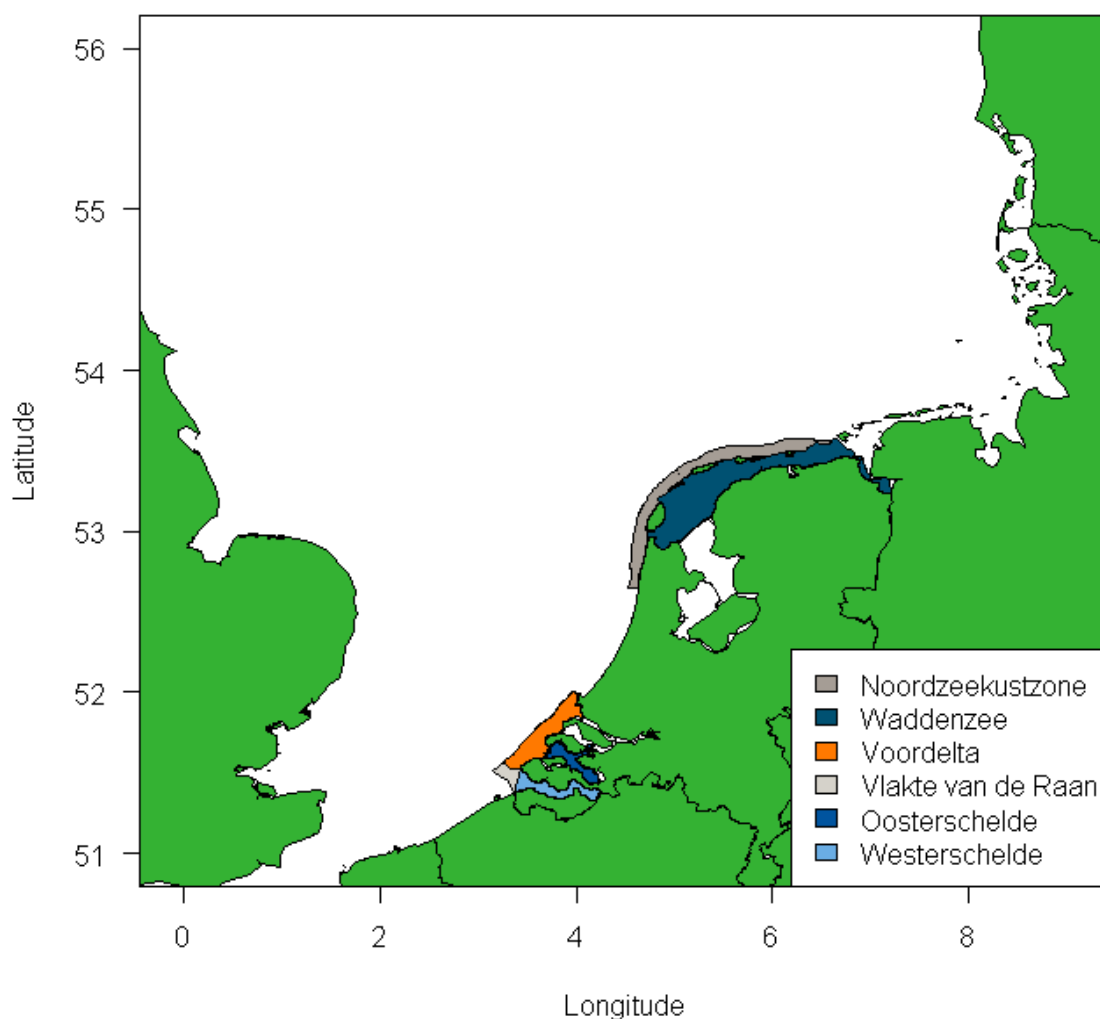 56
55
54
53
52
51
Latitude
Noordzeekustzone
Waddenzee
Voordelta
Vlakte van de Raan
Oosterschelde
Westerschelde
0 2 4 6 8
Longitude